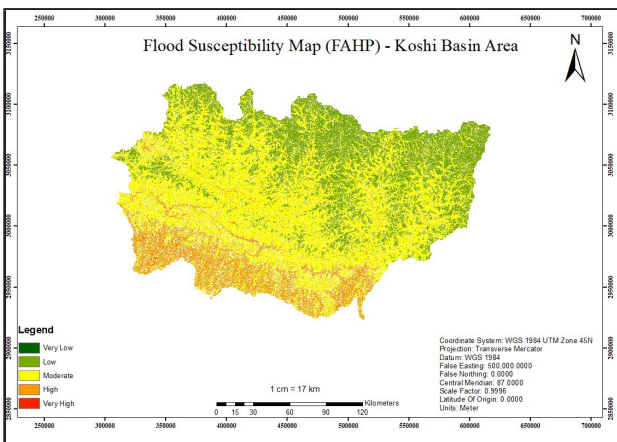 400000 450000 500000 550000 600000 650000 700000
Flood Susceptibility Map (FAHP) - Koshi Basin Area
N
3150000
3100000
3050000
3000000
2950000
2900000
2850000
3150000
3100000
3050000
3000000
2950000
2900000
2850000
Legend
Very Low
Low
Moderate
High
Very High
1 cm = 17 km
Kilometers
0 15 30 60 90 120
Coordinate System: WGS 1984 UTM Zone 45N
Projection: Transverse Mercator
Datum: WGS 1984
False Easting: 500,000.0000
False Northing: 0.0000
Central Meridian: 87.0000
Scale Factor: 0.9996
Latitude Of Origin: 0.0000
Units: Meter
250000 300000 350000 400000 450000 500000 550000 600000 650000 700000